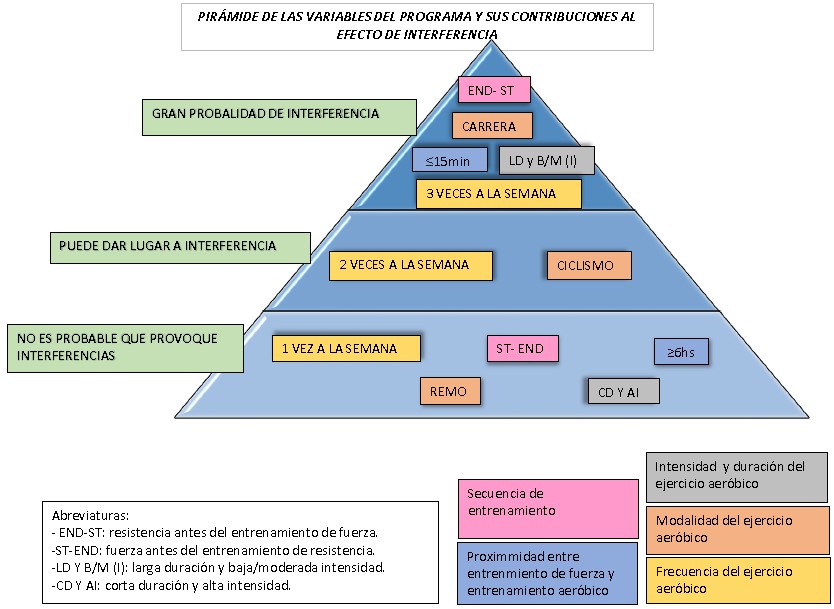 PIRÁMIDE DE LAS VARIABLES DEL PROGRAMA Y SUS CONTRIBUCIONES AL
EFECTO DE INTERFERENCIA
GRAN PROBALIDAD DE INTERFERENCIA
END- ST
CARRERA
≤15min
LD y B/M (I)
3 VECES A LA SEMANA
PUEDE DAR LUGAR A INTERFERENCIA
2 VECES A LA SEMANA
CICLISMO
NO ES PROBABLE QUE PROVOQUE
INTERFERENCIAS
1 VEZ A LA SEMANA
ST- END
≥6hs
REMO
CD Y AI
Abreviaturas:
- END-ST: resistencia antes del entrenamiento de fuerza.
-ST-END: fuerza antes del entrenamiento de resistencia.
-LD Y B/M (I): larga duración y baja/moderada intensidad.
-CD Y AI: corta duración y alta intensidad.
Secuencia de
entrenamiento
Proximmidad entre
entrenmiento de fuerza y
entrenamiento aeróbico
Intensidad y duración del
ejercicio aeróbico
Modalidad del ejercicio
aeróbico
Frecuencia del ejercicio
aeróbico